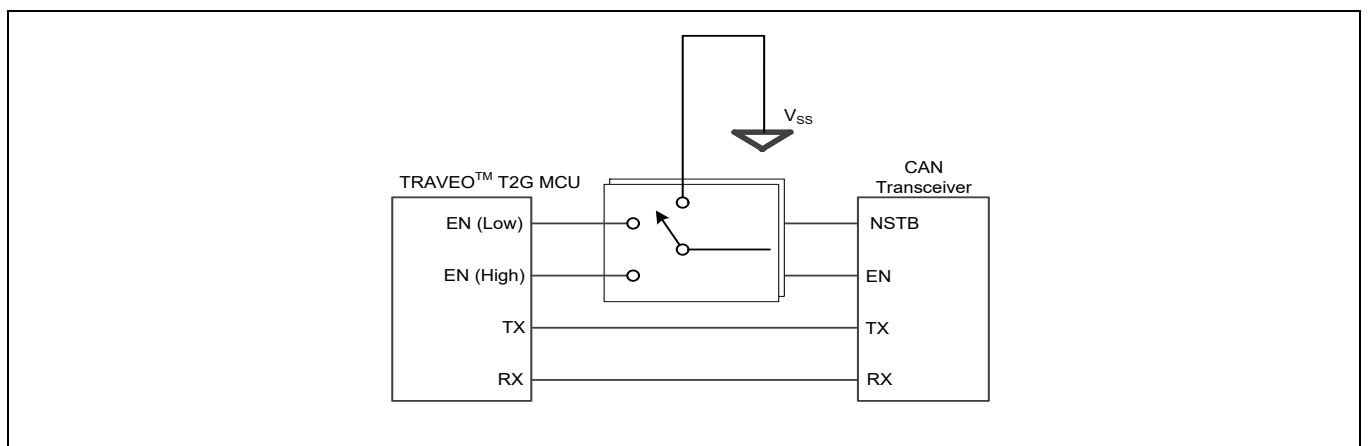 VSS
TRAVEO™ T2G MCU
CAN
Transceiver
EN (Low)
NSTB
EN (High)
EN
TX
TX
RX
RX